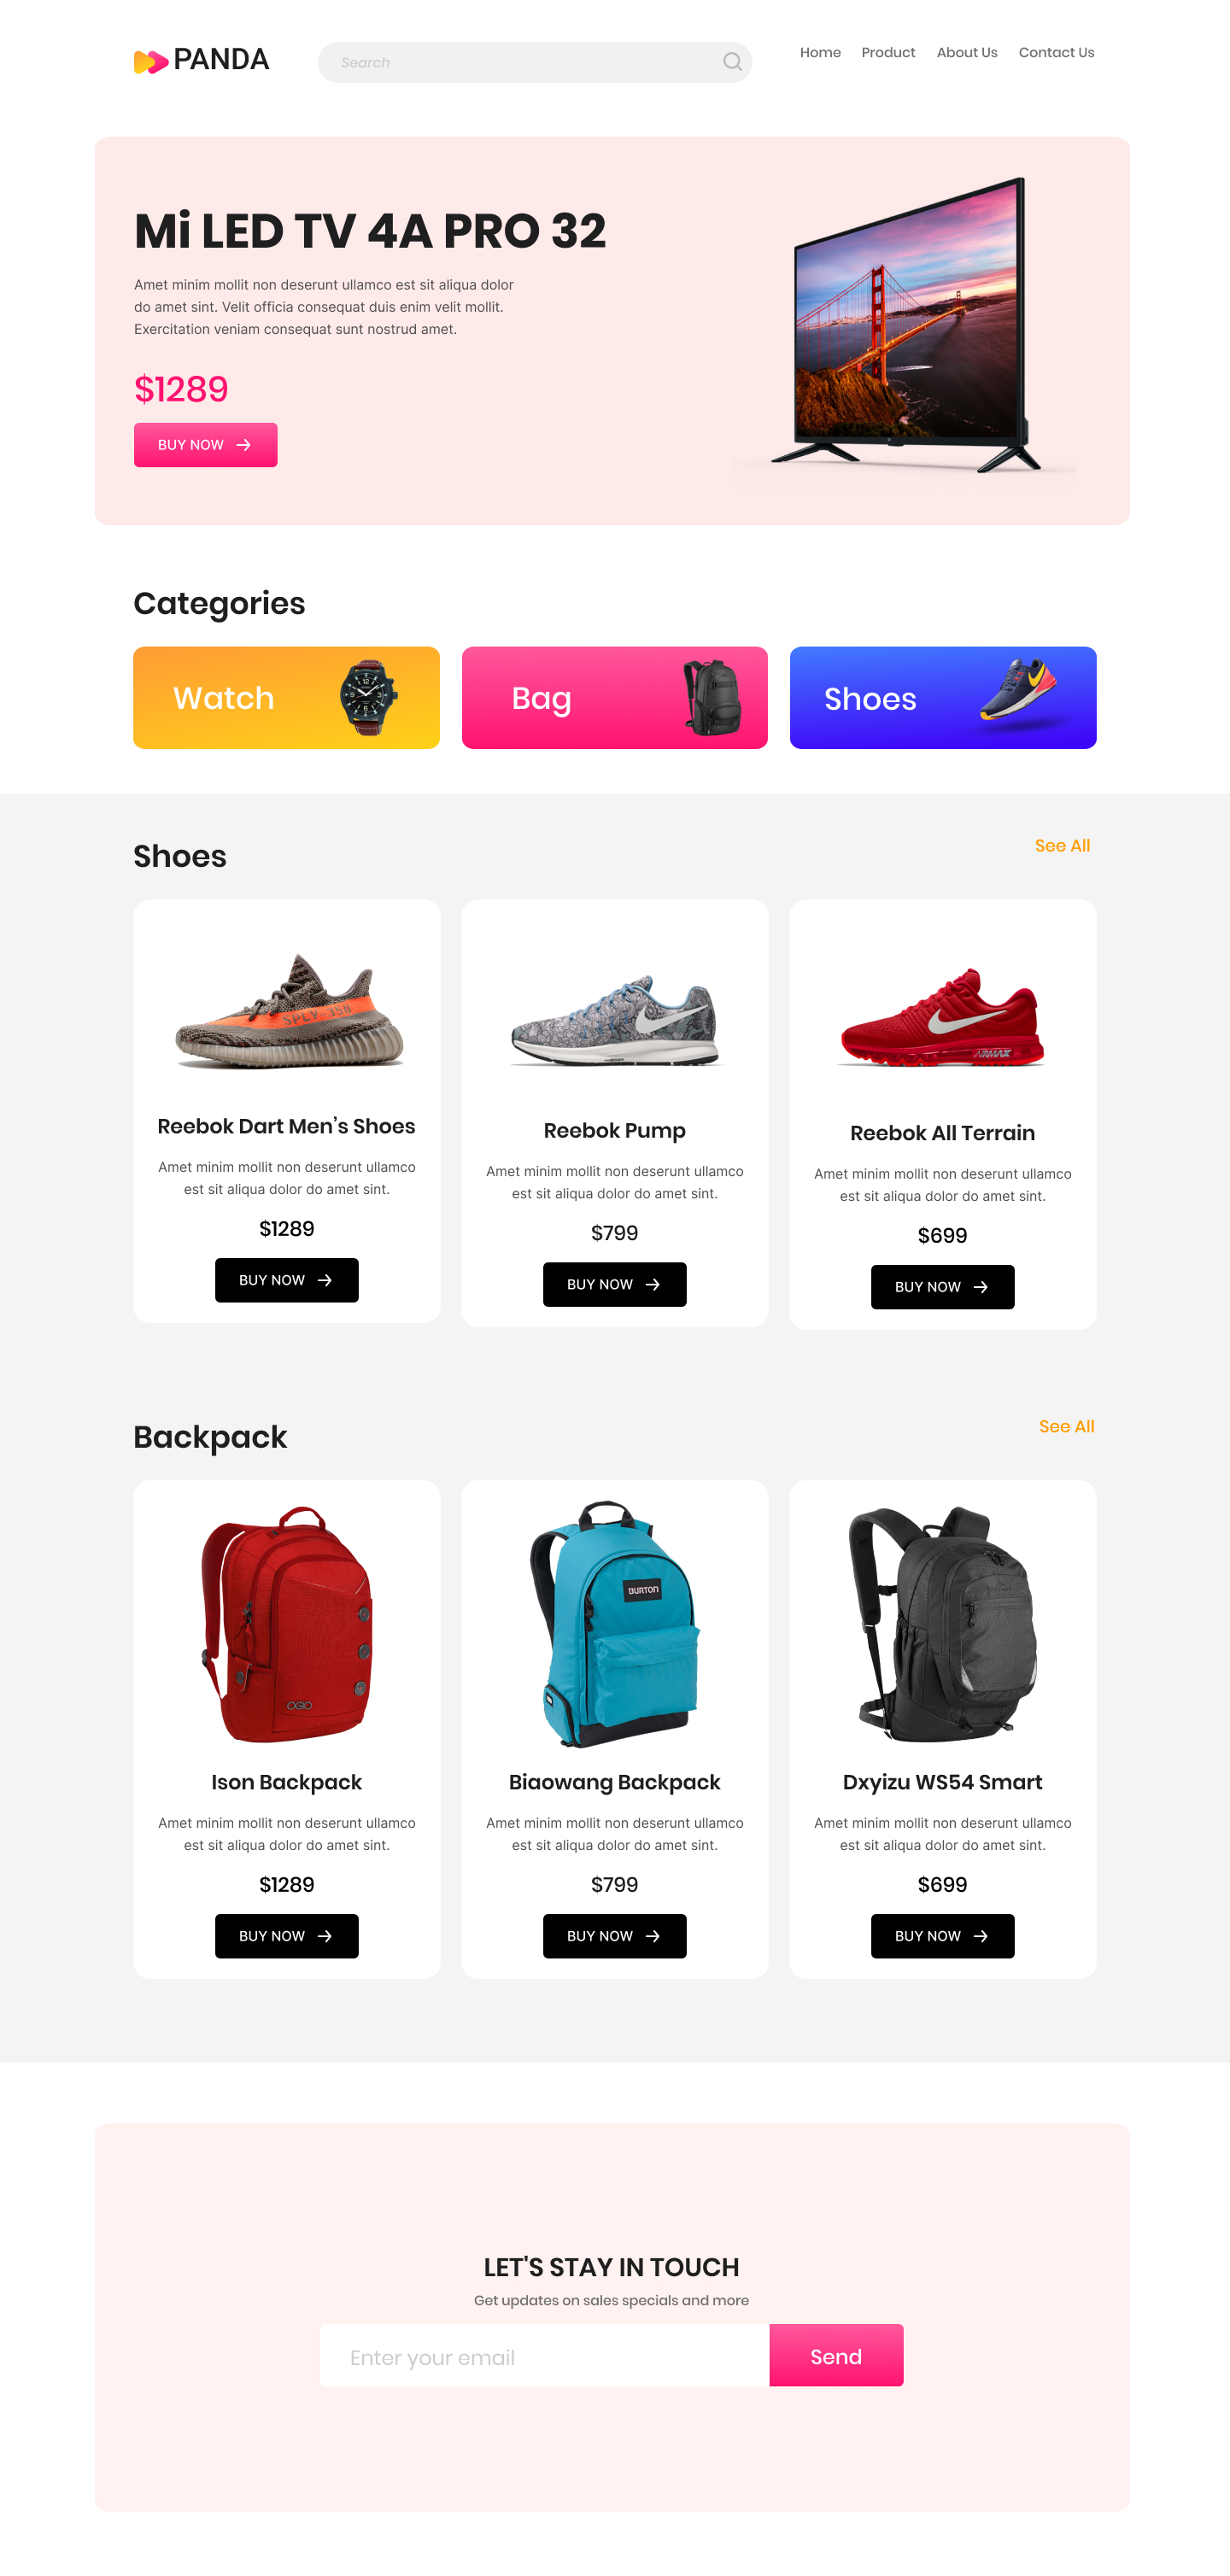 PANDA
Search
Home Product About Us Contact Us
Mi LED TV 4A PRO 32
Amet minim mollit non deserunt ullamco est sit aliqua dolor
do amet sint. Velit officia consequat duis enim velit mollit.
Exercitation veniam consequat sunt nostrud amet.
$1289
BUY NOW
Categories
Watch
Bag
Shoes
Shoes
See All
SPLY-350
AIRMAX
Reebok Dart Men's Shoes
Amet minim mollit non deserunt ullamco
est sit aliqua dolor do amet sint.
$1289
BUY NOW
Reebok Pump
Amet minim mollit non deserunt ullamco
est sit aliqua dolor do amet sint.
$799
BUY NOW
Reebok All Terrain
Amet minim mollit non deserunt ullamco
est sit aliqua dolor do amet sint.
$699
BUY NOW
Backpack
See All
OGIO
Ison Backpack
Amet minim mollit non deserunt ullamco
est sit aliqua dolor do amet sint.
$1289
BUY NOW
BURTON
Biaowang Backpack
Amet minim mollit non deserunt ullamco
est sit aliqua dolor do amet sint.
$799
BUY NOW
Dxyizu WS54 Smart
Amet minim mollit non deserunt ullamco
est sit aliqua dolor do amet sint.
$699
BUY NOW
LET'S STAY IN TOUCH
Get updates on sales specials and more
Enter your email
Send